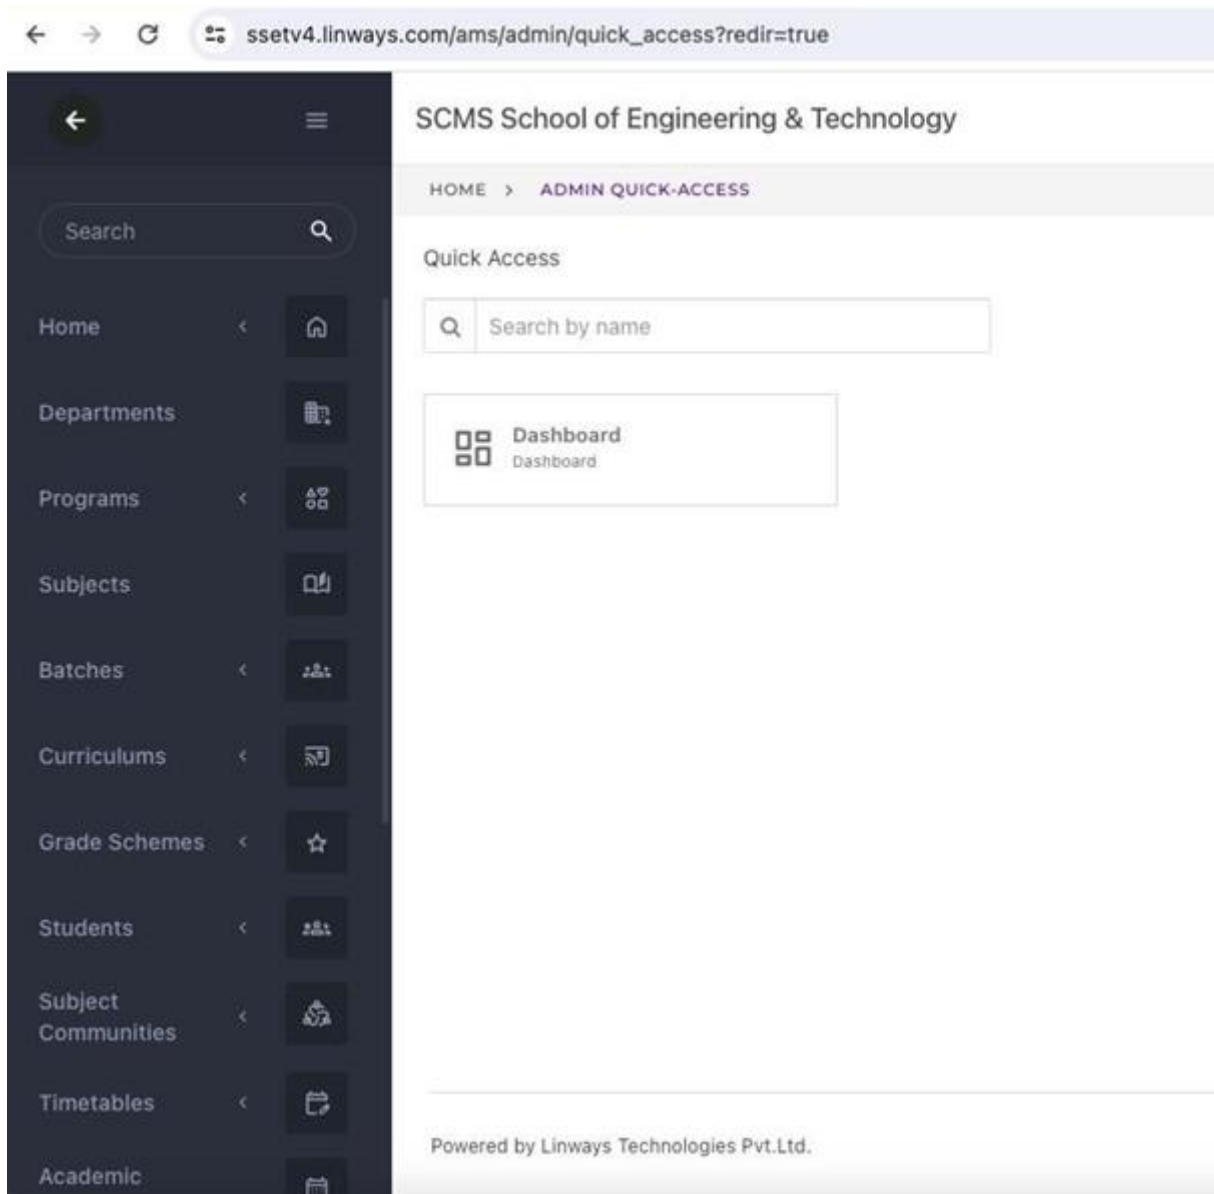 ssetv4.linways.com/ams/admin/quick_access?redir=true
SCMS School of Engineering & Technology
HOME > ADMIN QUICK-ACCESS
Search
Quick Access
Search by name
Dashboard
Dashboard
Home
Departments
Programs
Subjects
Batches
Curriculums
Grade Schemes
Students
Subject
Communities
Timetables
Academic
Powered by Linways Technologies Pvt.Ltd.